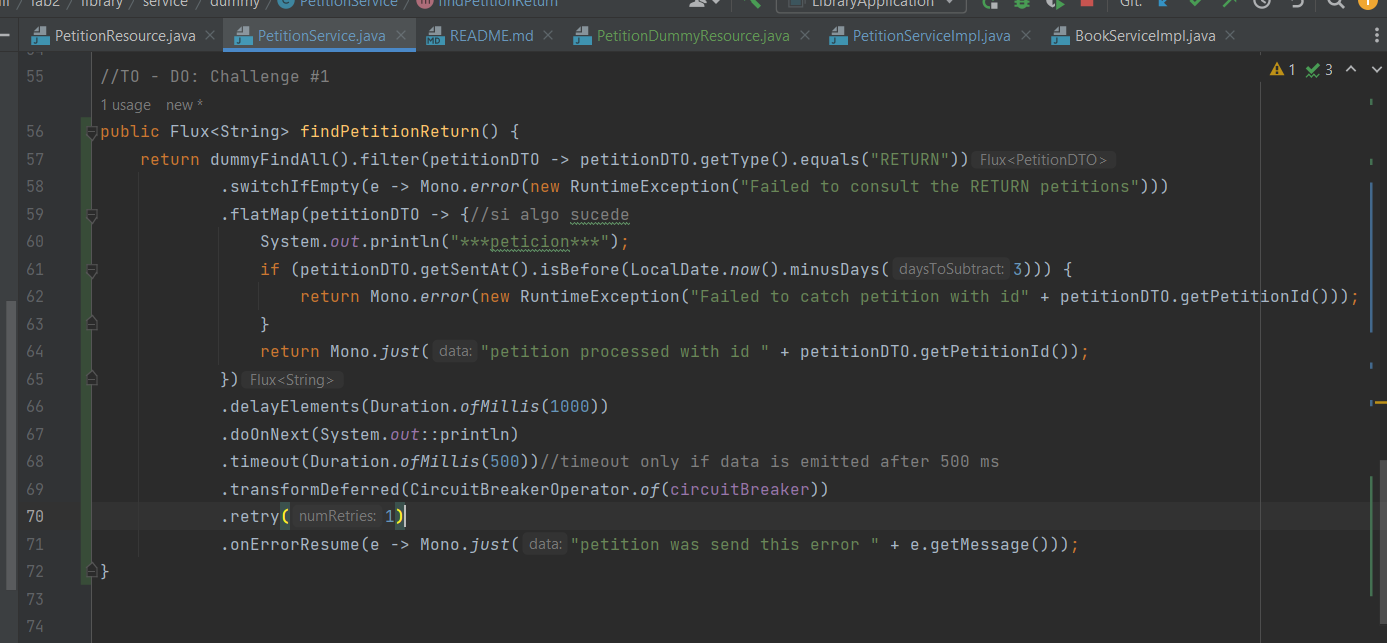 lab2 / library / service / dummy / PetitionService / findPetitionReturn LibraryApplication Git:
PetitionResource.java PetitionService.java README.md PetitionDummyResource.java PetitionServiceImpl.java BookServiceImpl.java
55 //TO - DO: Challenge #1
1 3
1 usage new *
56 public Flux<String> findPetitionReturn() {
57 return dummyFindAll().filter(petitionDTO -> petitionDTO.getType().equals("RETURN")) Flux<PetitionDTO>
58 .switchIfEmpty(e -> Mono.error(new RuntimeException("Failed to consult the RETURN petitions")))
59 .flatMap(petitionDTO -> {//si algo sucede
60 System.out.println("***peticion***");
61 if (petitionDTO.getSentAt().isBefore(LocalDate.now().minusDays( daysToSubtract: 3))) {
62 return Mono.error(new RuntimeException("Failed to catch petition with id" + petitionDTO.getPetitionId()));
63 }
64 return Mono.just( data: "petition processed with id " + petitionDTO.getPetitionId());
65 }) Flux<String>
66 .delayElements(Duration.ofMillis(1000))
67 .doOnNext(System.out::println)
68 .timeout(Duration.ofMillis(500))//timeout only if data is emitted after 500 ms
69 .transformDeferred(CircuitBreakerOperator.of(circuitBreaker))
70 .retry( numRetries: 1)
71 .onErrorResume(e -> Mono.just( data: "petition was send this error " + e.getMessage()));
72 }
73
74